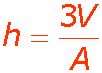 h = 3V/A